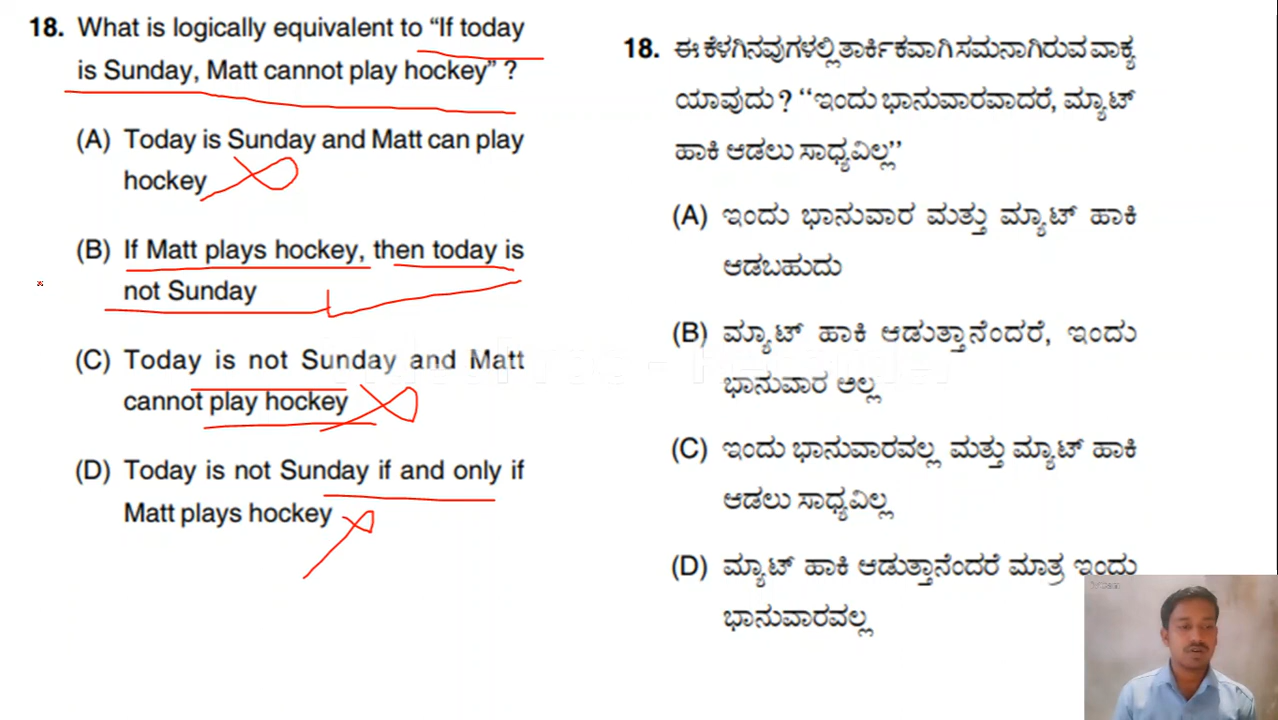 18. What is logically equivalent to “If today
is Sunday, Matt cannot play hockey” ?
(A) Today is Sunday and Matt can play
hockey
(B) If Matt plays hockey, then today is
not Sunday
(C) Today is not Sunday and Matt
cannot play hockey
(D) Today is not Sunday if and only if
Matt plays hockey
18. ಈ ಕೆಳಗಿನವುಗಳಲ್ಲಿ ತಾರ್ಕಿಕವಾಗಿ ಸಮನಾಗಿರುವ ವಾಕ್ಯ
ಯಾವುದು ? ‘‘ಇಂದು ಭಾನುವಾರವಾದರೆ, ಮ್ಯಾಟ್
ಹಾಕಿ ಆಡಲು ಸಾಧ್ಯವಿಲ್ಲ’’
(A) ಇಂದು ಭಾನುವಾರ ಮತ್ತು ಮ್ಯಾಟ್ ಹಾಕಿ
ಆಡಬಹುದು
(B) ಮ್ಯಾಟ್ ಹಾಕಿ ಆಡುತ್ತಾನೆಂದರೆ, ಇಂದು
ಭಾನುವಾರ ಅಲ್ಲ
(C) ಇಂದು ಭಾನುವಾರವಲ್ಲ ಮತ್ತು ಮ್ಯಾಟ್ ಹಾಕಿ
ಆಡಲು ಸಾಧ್ಯವಿಲ್ಲ
(D) ಮ್ಯಾಟ್ ಹಾಕಿ ಆಡುತ್ತಾನೆಂದರೆ ಮಾತ್ರ ಇಂದು
ಭಾನುವಾರವಲ್ಲ